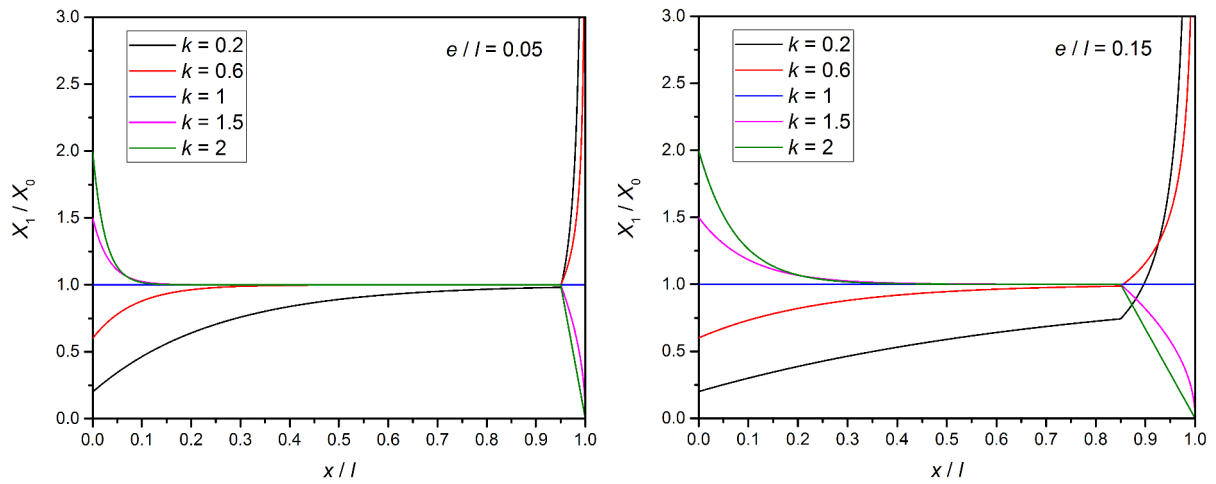 3.0
2.5
2.0
1.5
1.0
0.5
0.0
X₁ / X₀
k = 0.2
k = 0.6
k = 1
k = 1.5
k = 2
e / l = 0.05
0.0 0.1 0.2 0.3 0.4 0.5 0.6 0.7 0.8 0.9 1.0
x / l
3.0
2.5
2.0
1.5
1.0
0.5
0.0
X₁ / X₀
k = 0.2
k = 0.6
k = 1
k = 1.5
k = 2
e / l = 0.15
0.0 0.1 0.2 0.3 0.4 0.5 0.6 0.7 0.8 0.9 1.0
x / l